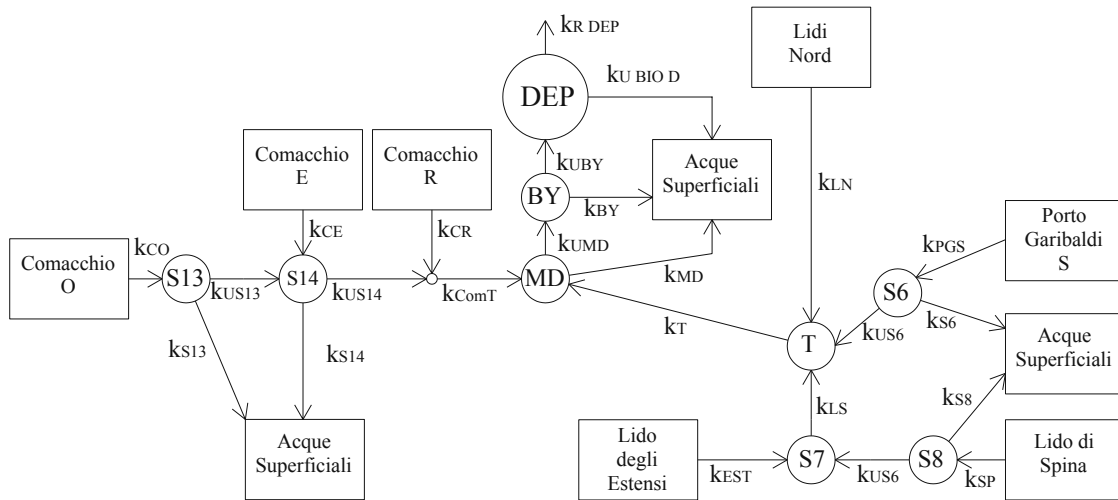 kR DEP
Lidi
Nord
kU BIO D
DEP
Comacchio
E
Comacchio
R
kUBY
Acque
Superficiali
kLN
BY
kBY
Porto
Garibaldi
S
kCE
kCR
kUMD
kPGS
kCO
Comacchio
O
S13
kUS13
S14
kUS14
kComT
MD
kMD
S6
kT
kUS6
kS6
T
Acque
Superficiali
kS13
kS14
kLS
kS8
Acque
Superficiali
Lido
degli
Estensi
kEST
S7
kUS6
S8
kSP
Lido di
Spina